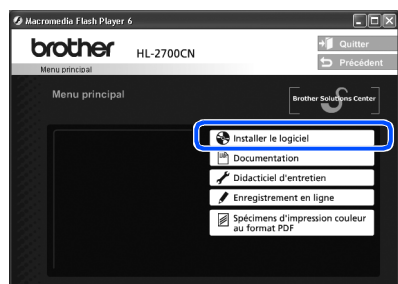 Macromedia Flash Player 6
brother
HL-2700CN
Quitter
Menu principal
Précédent
Menu principal
Brother Solutions Center
Installer le logiciel
Documentation
Didacticiel d'entretien
Enregistrement en ligne
Spécimens d'impression couleur
au format PDF